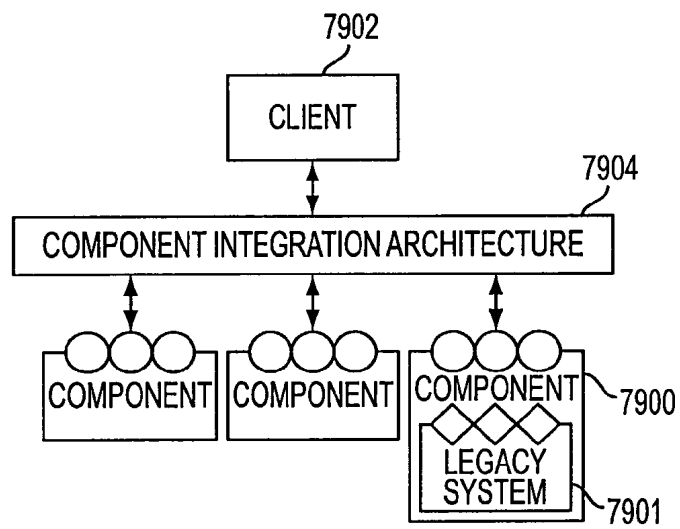 7902
CLIENT
7904
COMPONENT INTEGRATION ARCHITECTURE
COMPONENT
COMPONENT
COMPONENT
7900
LEGACY
SYSTEM
7901